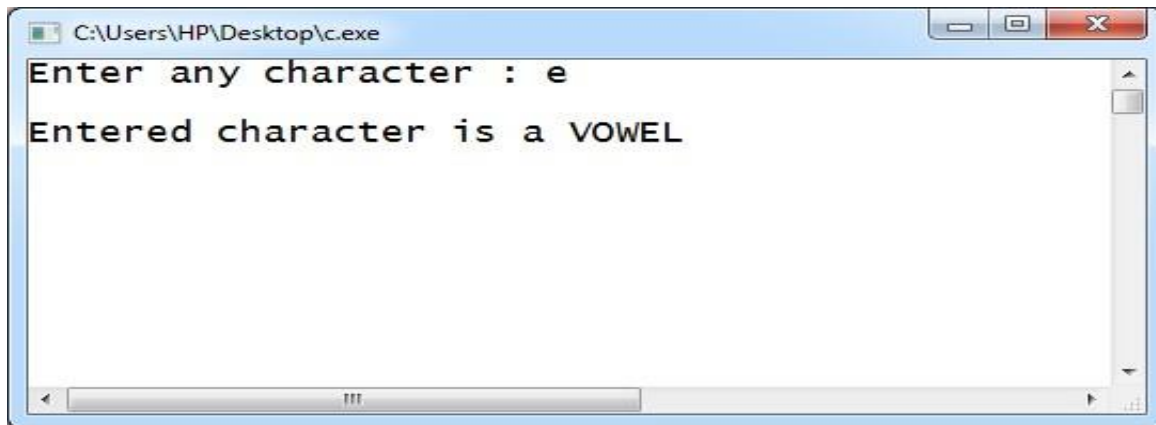 C:\Users\HP\Desktop\c.exe
Enter any character : e
Entered character is a VOWEL